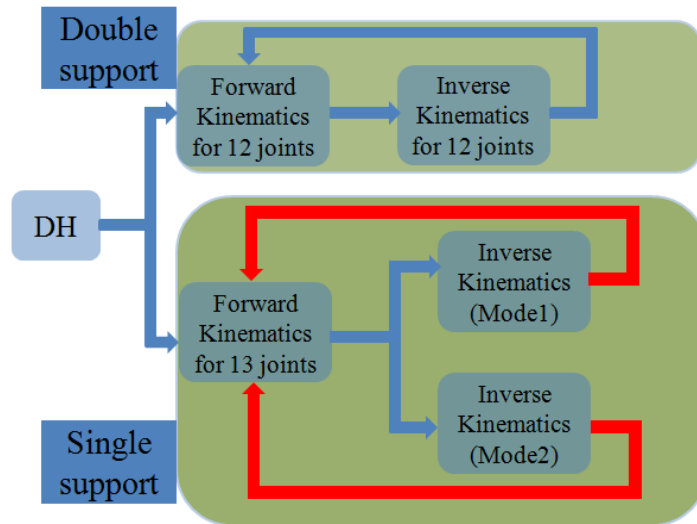 Double
support
Forward
Kinematics
for 12 joints
Inverse
Kinematics
for 12 joints
DH
Forward
Kinematics
for 13 joints
Inverse
Kinematics
(Mode1)
Inverse
Kinematics
(Mode2)
Single
support